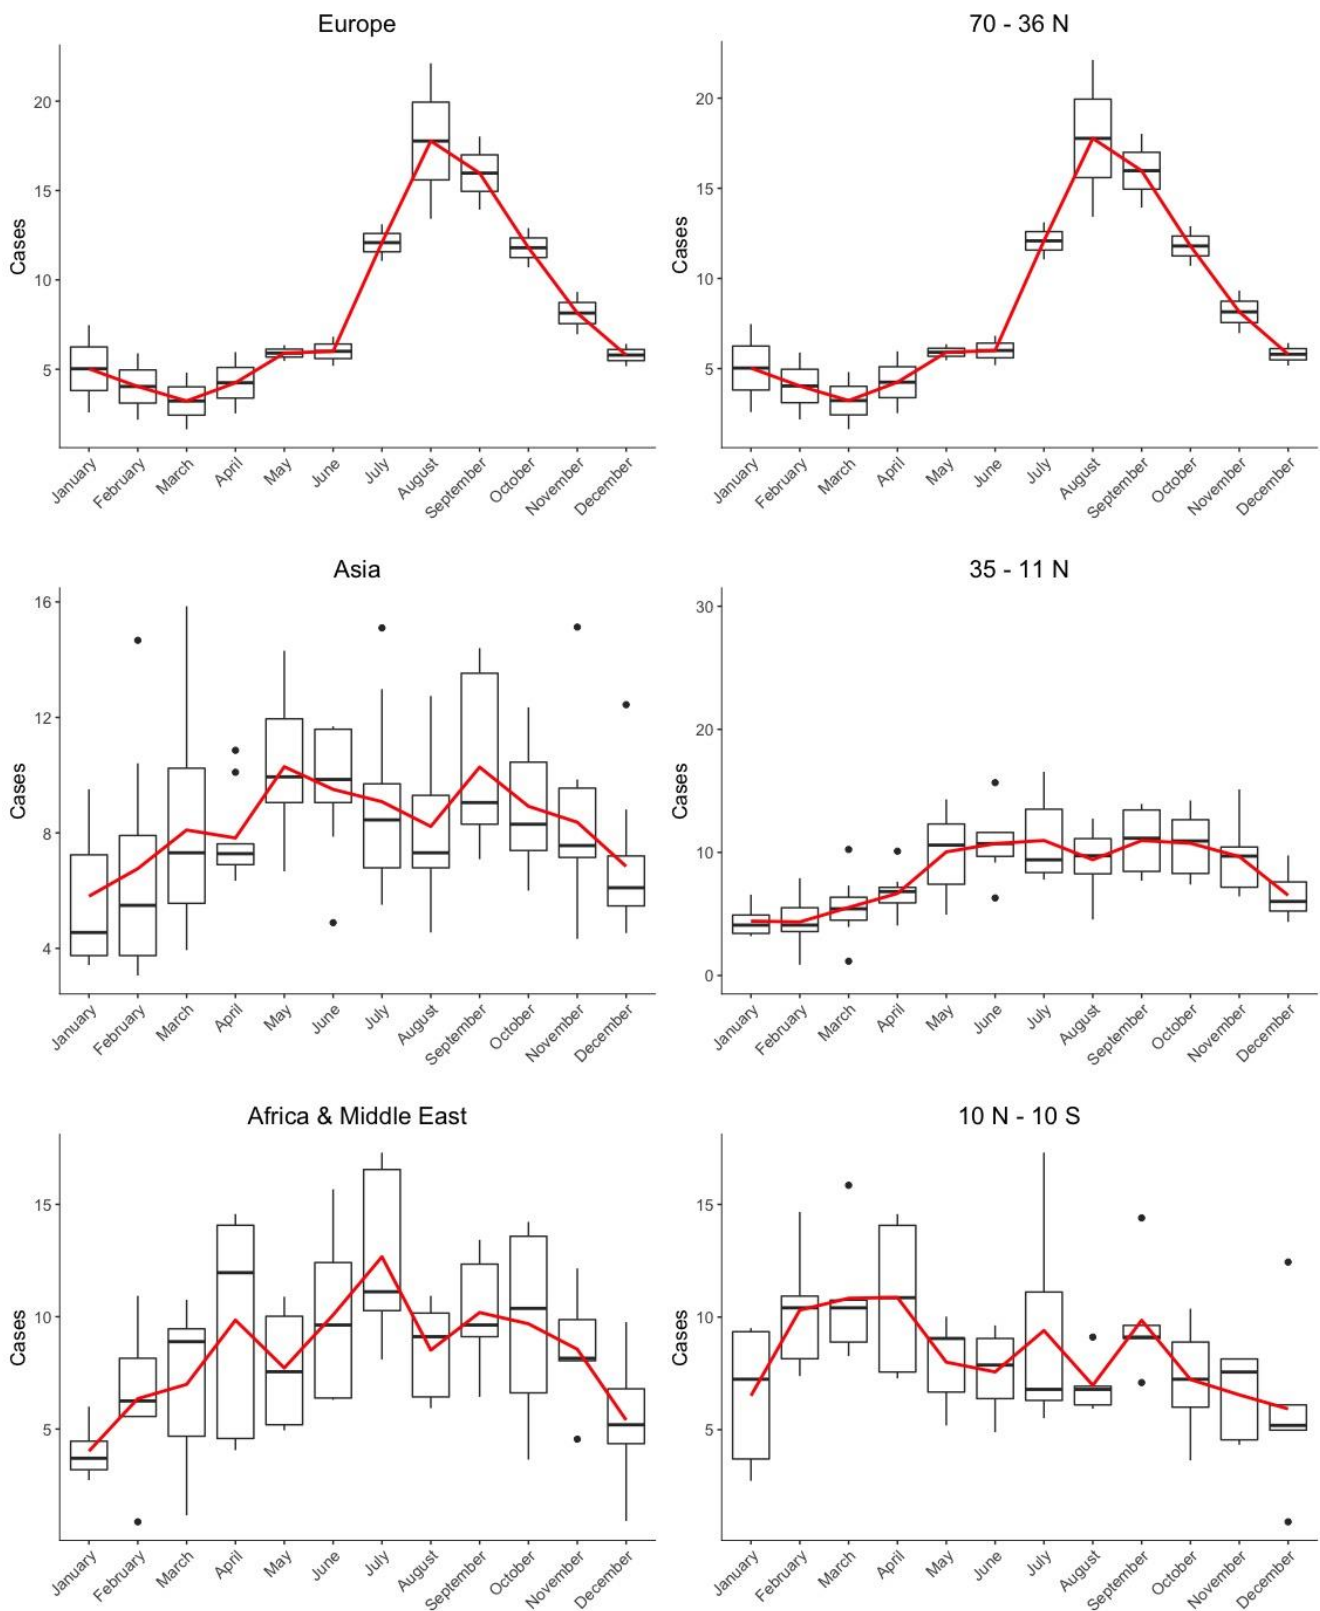 Europe
Cases
20
15
10
5
January
February
March
April
May
June
July
August
September
October
November
December
70 - 36 N
Cases
20
15
10
5
January
February
March
April
May
June
July
August
September
October
November
December
Asia
Cases
16
12
8
4
January
February
March
April
May
June
July
August
September
October
November
December
35 - 11 N
Cases
30
20
10
0
January
February
March
April
May
June
July
August
September
October
November
December
Africa & Middle East
Cases
15
10
5
January
February
March
April
May
June
July
August
September
October
November
December
10 N - 10 S
Cases
15
10
5
January
February
March
April
May
June
July
August
September
October
November
December